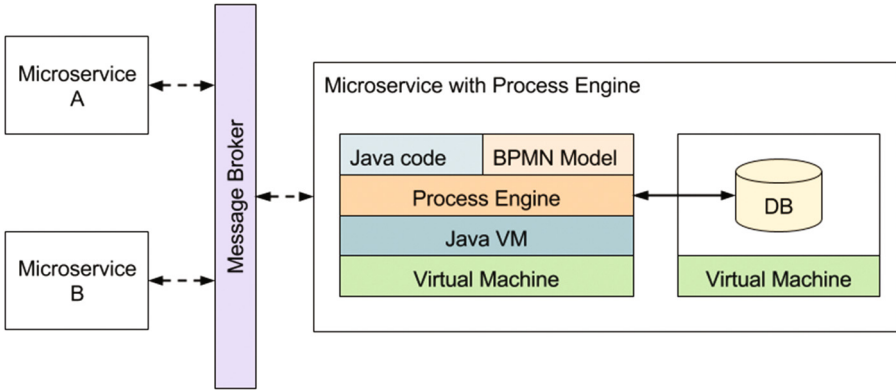 Microservice
A
Microservice
B
Message Broker
Microservice with Process Engine
Java code
BPMN Model
Process Engine
Java VM
Virtual Machine
DB
Virtual Machine